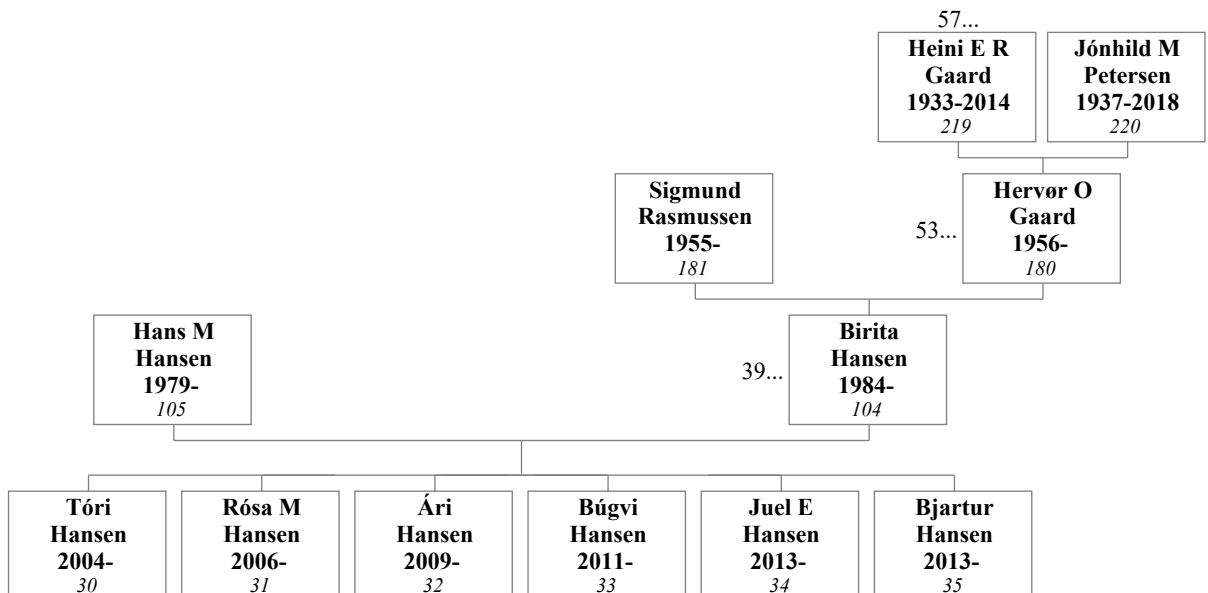 57...
Heini E R
Gaard
1933-2014
219
Jónhild M
Petersen
1937-2018
220
Sigmund
Rasmussen
1955-
181
53...
Hervør O
Gaard
1956-
180
Hans M
Hansen
1979-
105
39...
Birita
Hansen
1984-
104
Tóri
Hansen
2004-
30
Rósa M
Hansen
2006-
31
Ári
Hansen
2009-
32
Búgvi
Hansen
2011-
33
Juel E
Hansen
2013-
34
Bjartur
Hansen
2013-
35